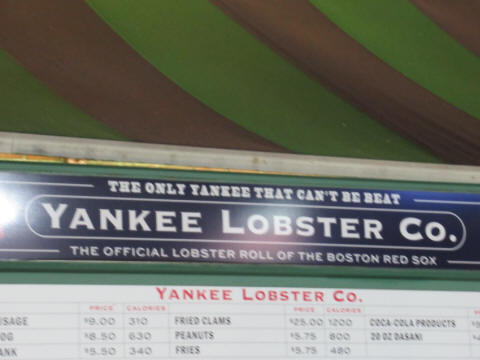 THE ONLY YANKEE THAT CAN'T BE BEAT
YANKEE LOBSTER CO.
THE OFFICIAL LOBSTER ROLL OF THE BOSTON RED SOX
YANKEE LOBSTER CO.
PRICE CALORIES PRICE CALORIES
USAGE $9.00 310 FRIED CLAMS $25.00 1200 COCA-COLA PRODUCTS
OG $8.50 630 PEANUTS $5.75 800 20 OZ DASANI
ANK $5.50 340 FRIES $5.75 480